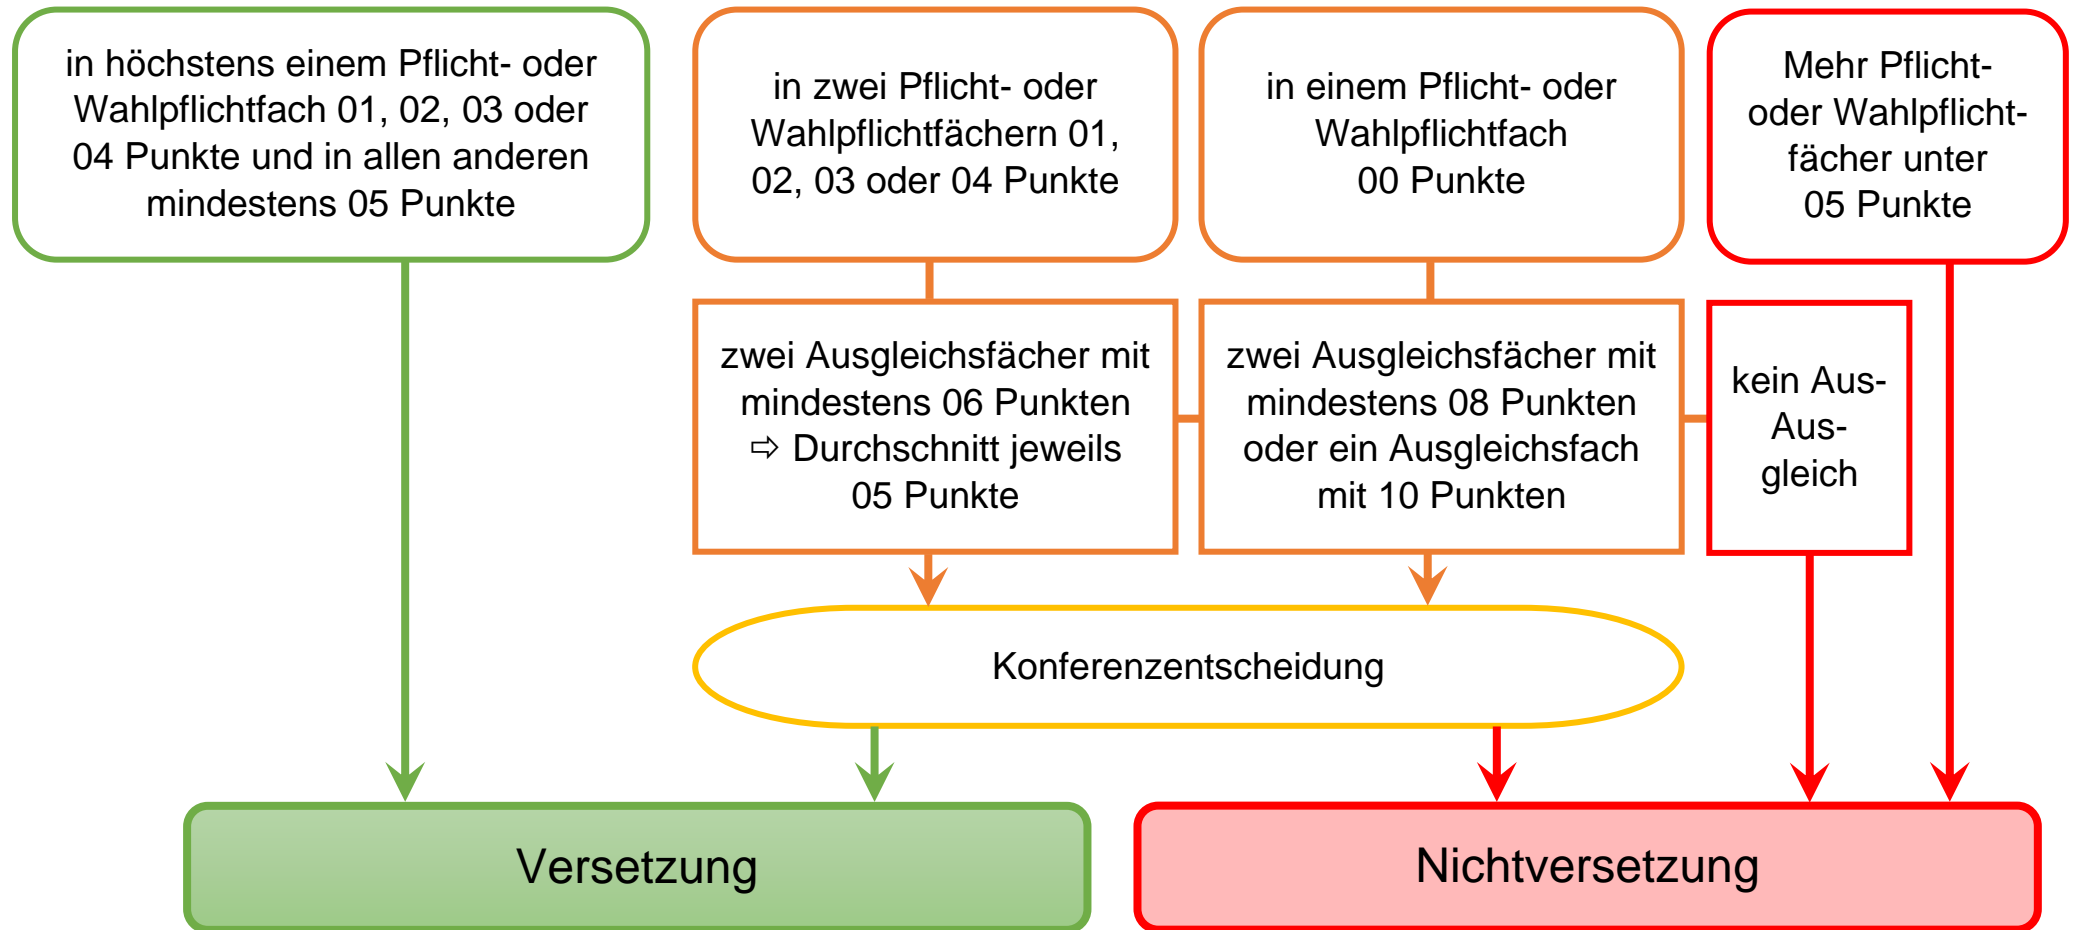 in höchstens einem Pflicht- oder
Wahlpflichtfach 01, 02, 03 oder
04 Punkte und in allen anderen
mindestens 05 Punkte
in zwei Pflicht- oder
Wahlpflichtfächern 01,
02, 03 oder 04 Punkte
in einem Pflicht- oder
Wahlpflichtfach
00 Punkte
Mehr Pflicht-
oder Wahlpflicht-
fächer unter
05 Punkte
zwei Ausgleichsfächer mit
mindestens 06 Punkten
⇨ Durchschnitt jeweils
05 Punkte
zwei Ausgleichsfächer mit
mindestens 08 Punkten
oder ein Ausgleichsfach
mit 10 Punkten
kein Aus-
Aus-
gleich
Konferenzentscheidung
Versetzung
Nichtversetzung